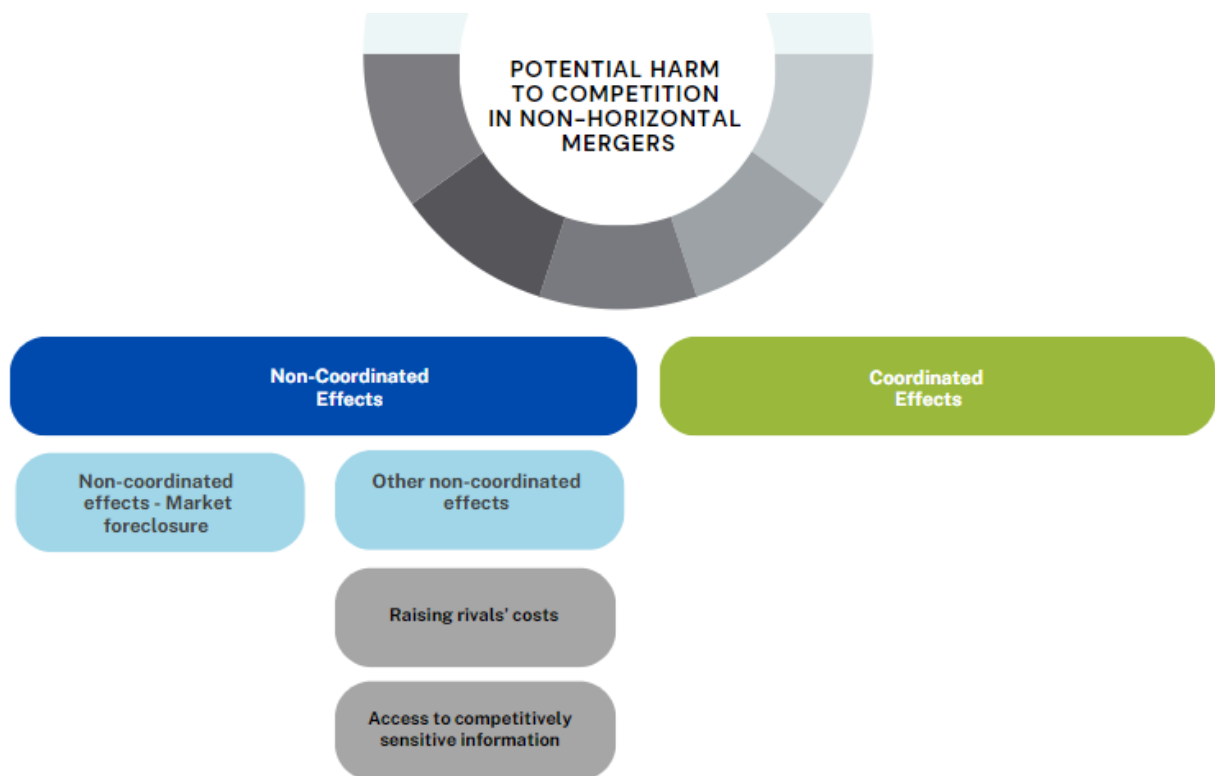 POTENTIAL HARM
TO COMPETITION
IN NON-HORIZONTAL
MERGERS
Non-Coordinated
Effects
Coordinated
Effects
Non-coordinated
effects - Market
foreclosure
Other non-coordinated
effects
Raising rivals' costs
Access to competitively
sensitive information